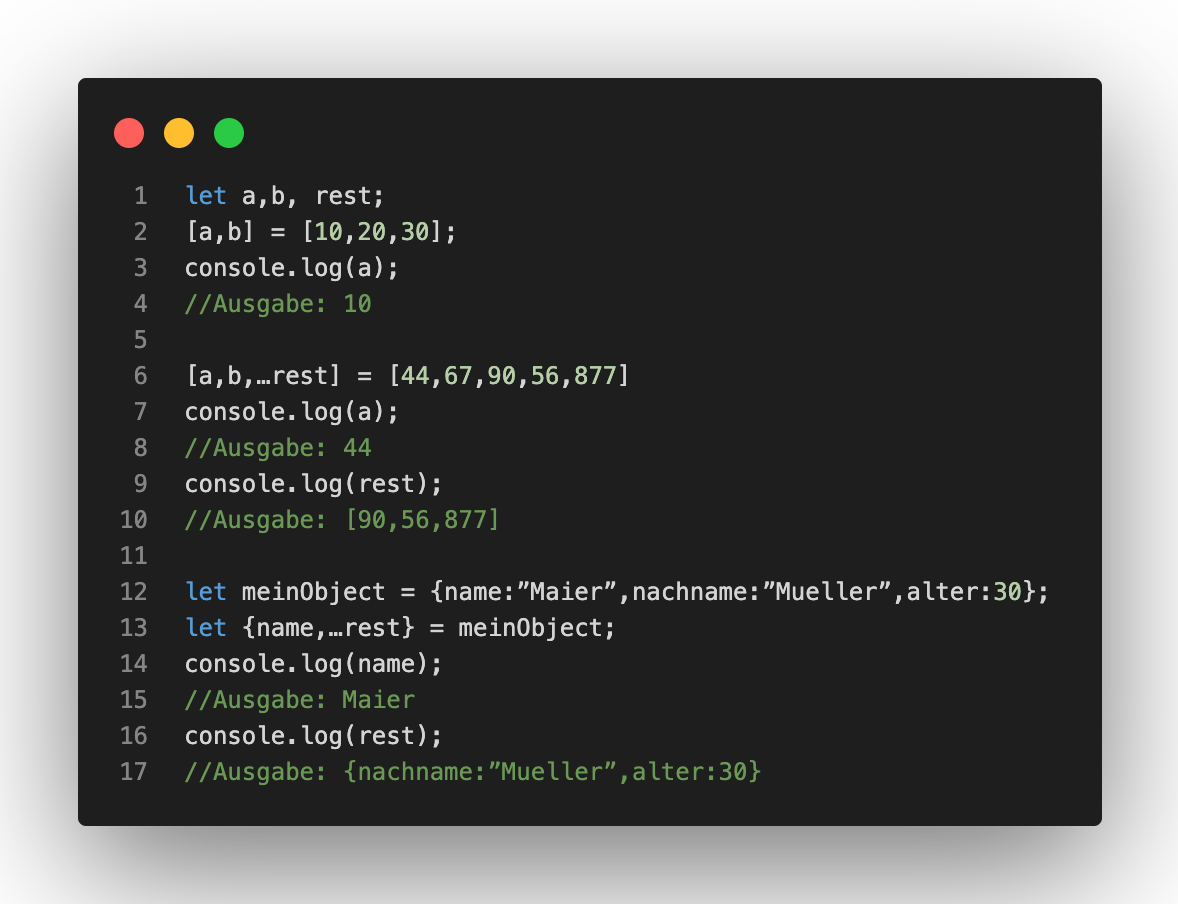 1 let a,b, rest;
2 [a,b] = [10,20,30];
3 console.log(a);
4 //Ausgabe: 10
5
6 [a,b,…rest] = [44,67,90,56,877]
7 console.log(a);
8 //Ausgabe: 44
9 console.log(rest);
10 //Ausgabe: [90,56,877]
11
12 let meinObject = {name:”Maier”,nachname:”Mueller”,alter:30};
13 let {name,…rest} = meinObject;
14 console.log(name);
15 //Ausgabe: Maier
16 console.log(rest);
17 //Ausgabe: {nachname:”Mueller”,alter:30}